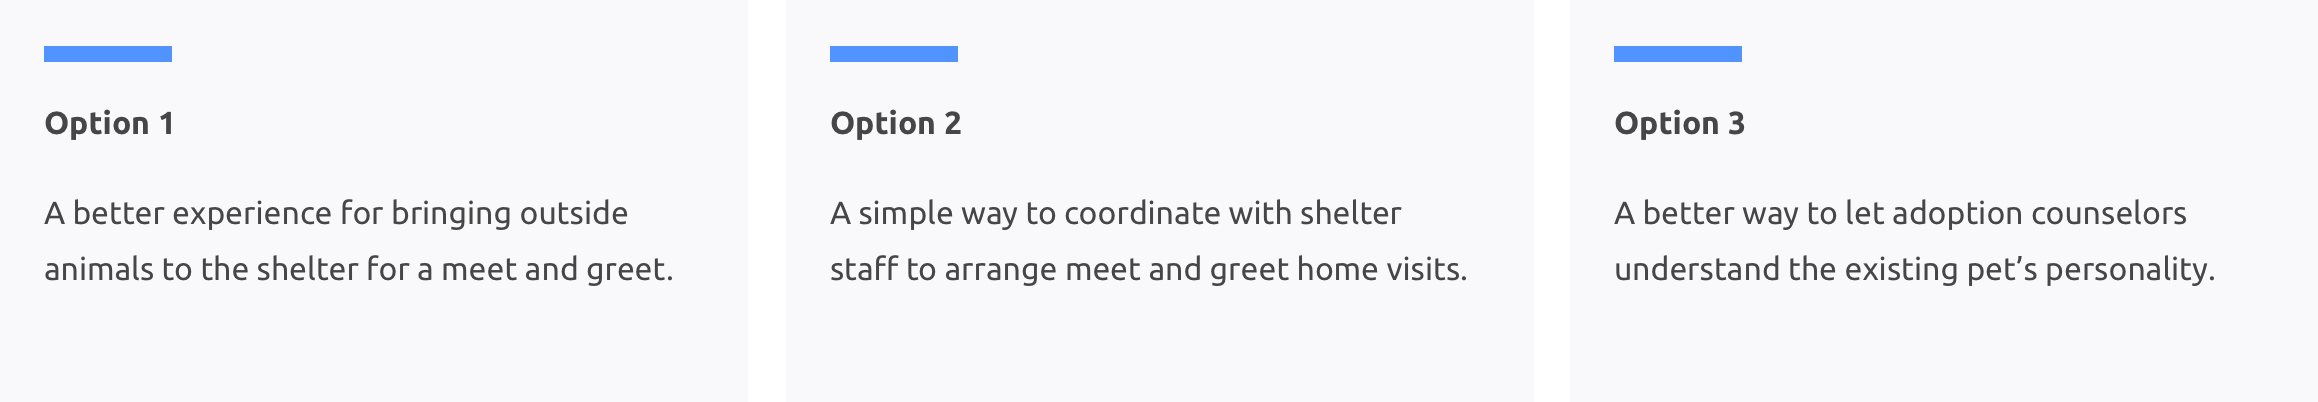 Option 1
A better experience for bringing outside
animals to the shelter for a meet and greet.
Option 2
A simple way to coordinate with shelter
staff to arrange meet and greet home visits.
Option 3
A better way to let adoption counselors
understand the existing pet’s personality.